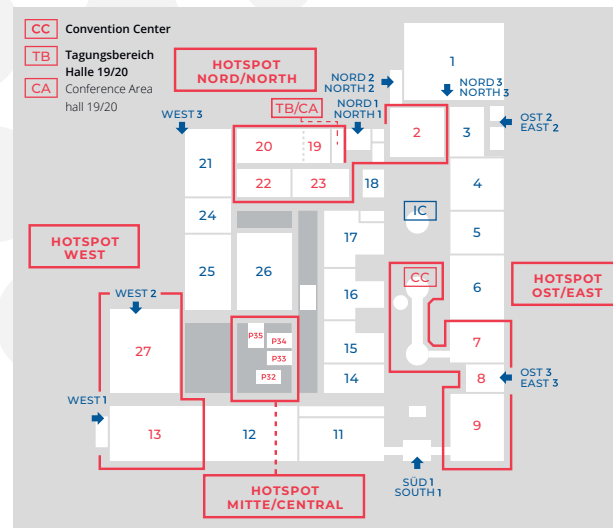 CC Convention Center
TB Tagungsbereich
Halle 19/20
CA Conference Area
hall 19/20
HOTSPOT
NORD/NORTH
NORD 2
NORTH 2
1
NORD 3
NORTH 3
TB/CA
NORD 1
NORTH 1
WEST 3
OST 2
EAST 2
2
3
20
19
21
22
23
18
4
24
IC
17
5
HOTSPOT
WEST
25
26
CC
6
HOTSPOT
OST/EAST
WEST 2
16
27
P35
P34
P33
P32
15
7
14
8
OST 3
EAST 3
WEST 1
13
12
11
9
SÜD 1
SOUTH 1
HOTSPOT
MITTE/CENTRAL